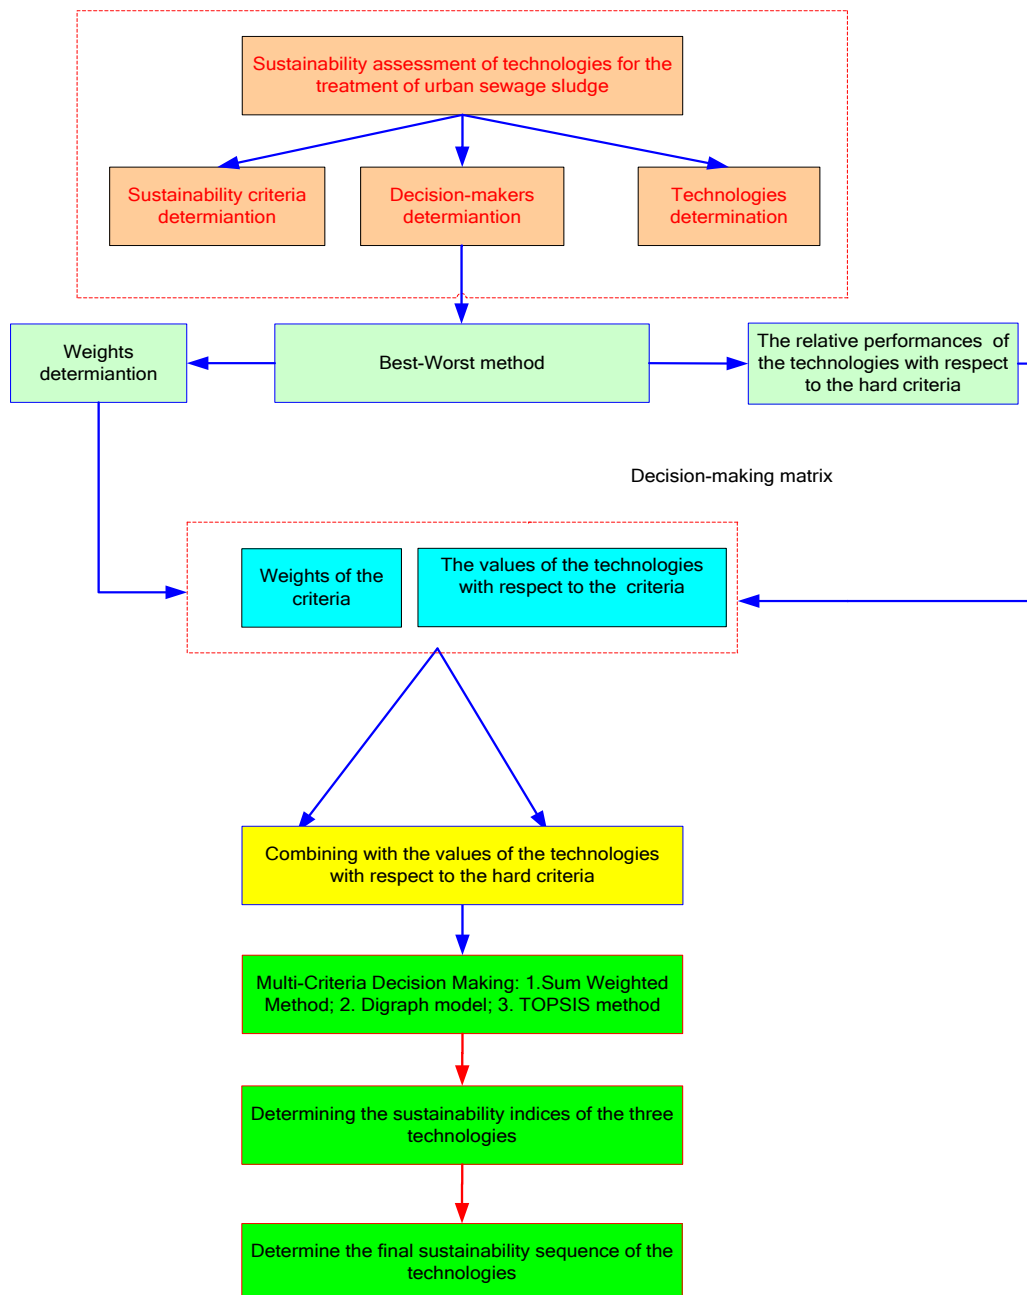 Sustainability assessment of technologies for the
treatment of urban sewage sludge
Sustainability criteria
determiantion
Decision-makers
determiantion
Technologies
determination
Weights
determiantion
Best-Worst method
The relative performances of
the technologies with respect
to the hard criteria
Decision-making matrix
Weights of the
criteria
The values of the technologies
with respect to the criteria
Combining with the values of the technologies
with respect to the hard criteria
Multi-Criteria Decision Making: 1.Sum Weighted
Method; 2. Digraph model; 3. TOPSIS method
Determining the sustainability indices of the three
technologies
Determine the final sustainability sequence of the
technologies